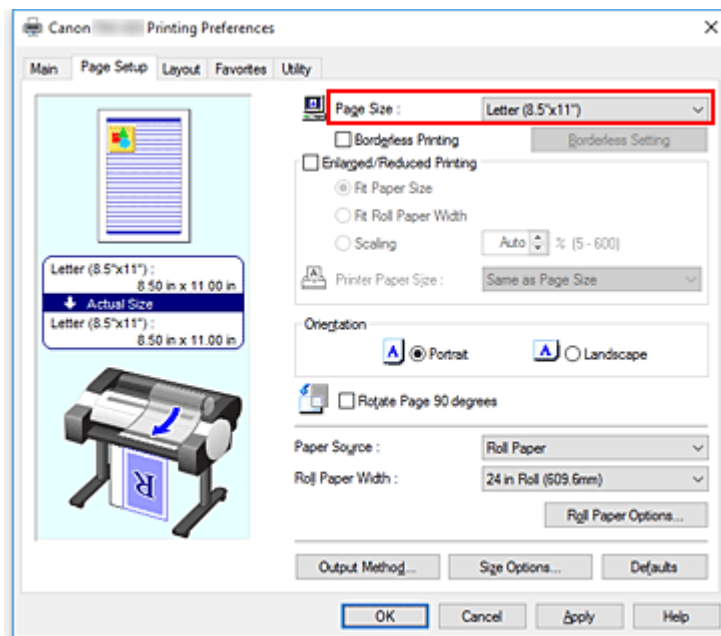 Canon Printing Preferences
Main Page Setup Layout Favorites Utility
Page Size : Letter (8.5"x11")
Borderless Printing Borderless Setting
Enlarged/Reduced Printing
Fit Paper Size
Fit Roll Paper Width
Scaling Auto % (5 - 600)
Printer Paper Size : Same as Page Size
Letter (8.5"x11") :
8.50 in x 11.00 in
Actual Size
Letter (8.5"x11") :
8.50 in x 11.00 in
Orientation
A Portrait A Landscape
Rotate Page 90 degrees
Paper Source : Roll Paper
Roll Paper Width : 24 in Roll (609.6mm)
R
Roll Paper Options...
Output Method... Size Options... Defaults
OK Cancel Apply Help